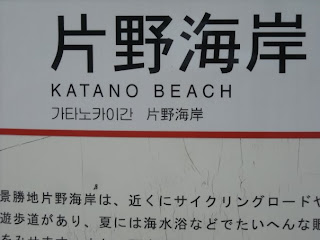 片野海岸
KATANO BEACH
가타노카이간 片野海岸
景勝地片野海岸は、近くにサイクリングロードや
遊歩道があり、夏には海水浴などでたいへんな賑